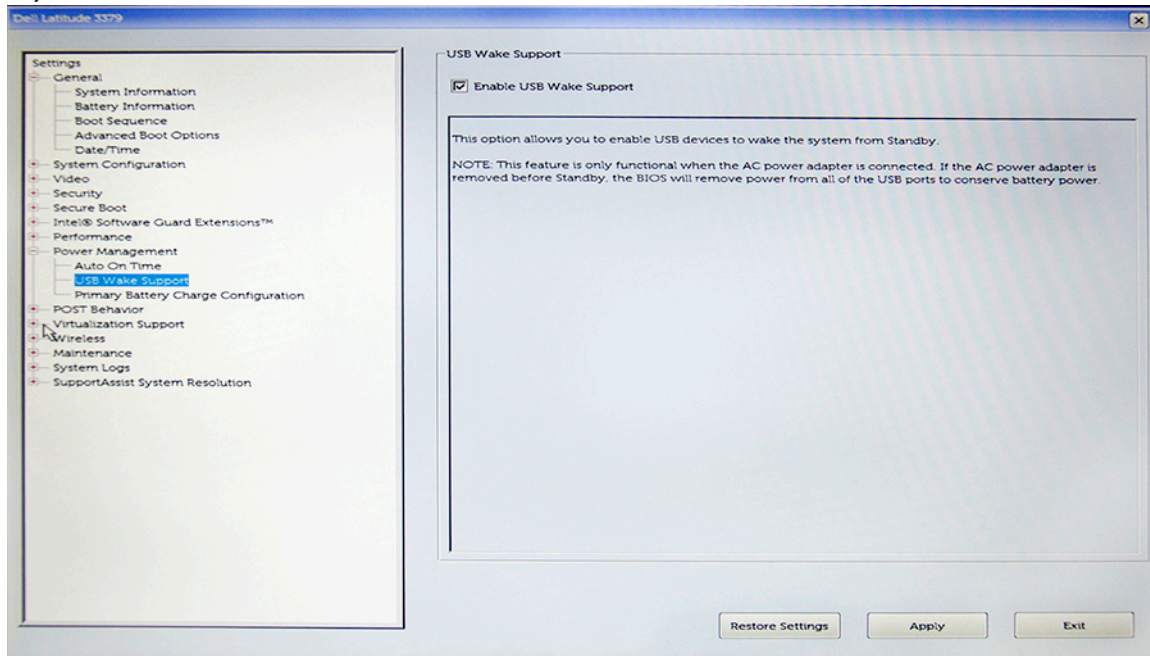 Dell Latitude 3379
Settings
General
System Information
Battery Information
Boot Sequence
Advanced Boot Options
Date/Time
System Configuration
Video
Security
Secure Boot
Intel® Software Guard Extensions™
Performance
Power Management
Auto On Time
USB Wake Support
Primary Battery Charge Configuration
POST Behavior
Virtualization Support
Wireless
Maintenance
System Logs
SupportAssist System Resolution
USB Wake Support
Enable USB Wake Support
This option allows you to enable USB devices to wake the system from Standby.
NOTE: This feature is only functional when the AC power adapter is connected. If the AC power adapter is
removed before Standby, the BIOS will remove power from all of the USB ports to conserve battery power.
Restore Settings
Apply
Exit